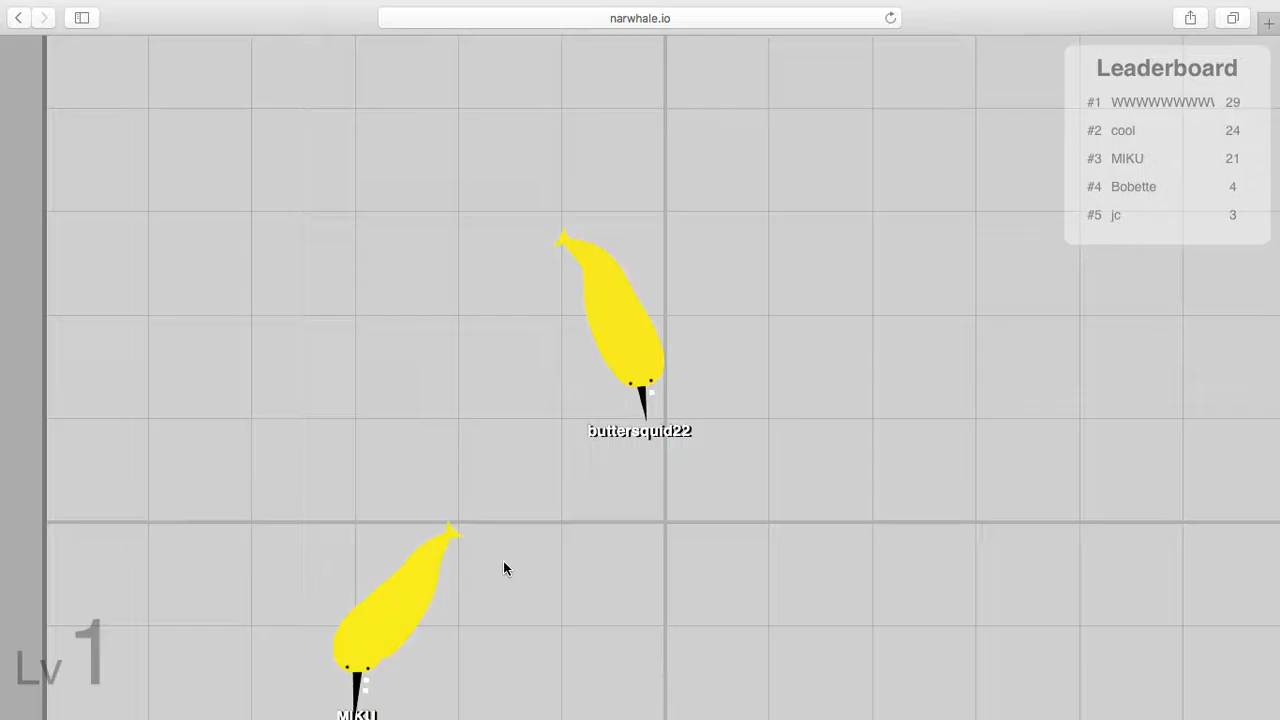 narwhale.io
Leaderboard
#1 WWWWWWWWW 29
#2 cool 24
#3 MIKU 21
#4 Bobette 4
#5 jc 3
buttersquid22
MIKU
Lv 1